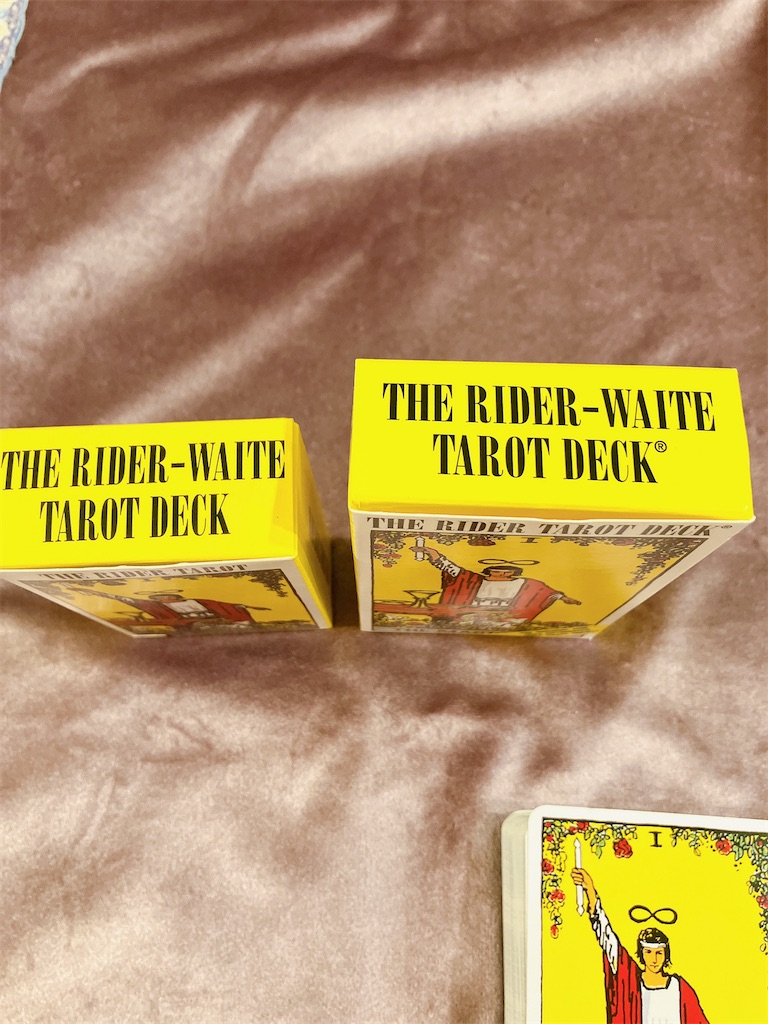 THE RIDER-WAITE
TAROT DECK
THE RIDER TAROT
THE RIDER-WAITE
TAROT DECK®
THE RIDER TAROT DECK®
I
I